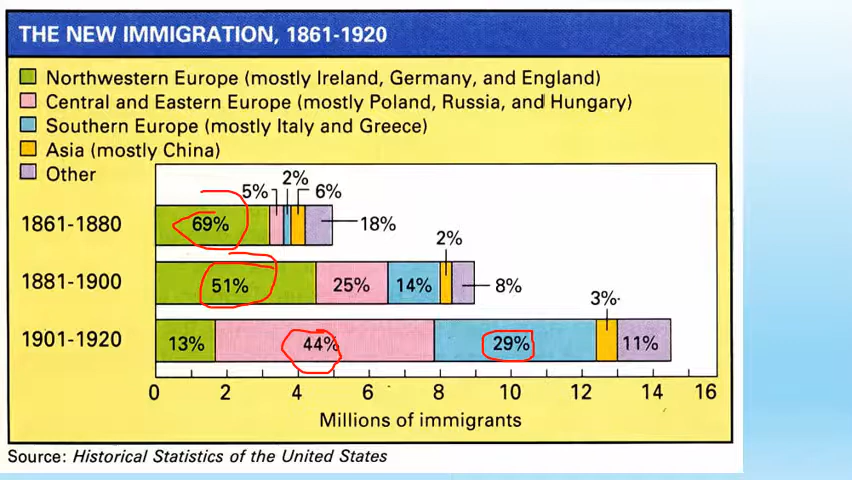 THE NEW IMMIGRATION, 1861-1920
Northwestern Europe (mostly Ireland, Germany, and England)
Central and Eastern Europe (mostly Poland, Russia, and Hungary)
Southern Europe (mostly Italy and Greece)
Asia (mostly China)
Other
5% 2% 6%
1861-1880 69% 18%
2%
1881-1900 51% 25% 14% 8%
3%
1901-1920 13% 44% 29% 11%
0 2 4 6 8 10 12 14 16
Millions of immigrants
Source: Historical Statistics of the United States